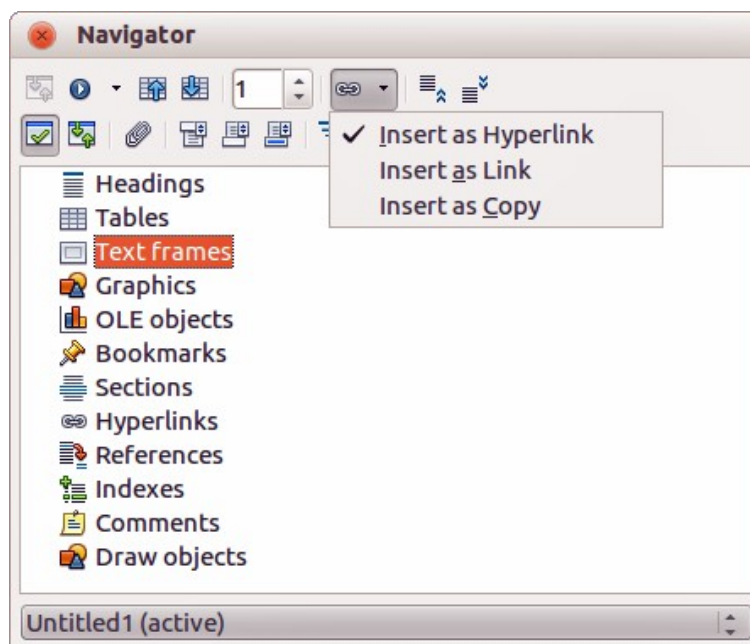 Navigator
1
Insert as Hyperlink
Insert as Link
Insert as Copy
Headings
Tables
Text frames
Graphics
OLE objects
Bookmarks
Sections
Hyperlinks
References
Indexes
Comments
Draw objects
Untitled1 (active)